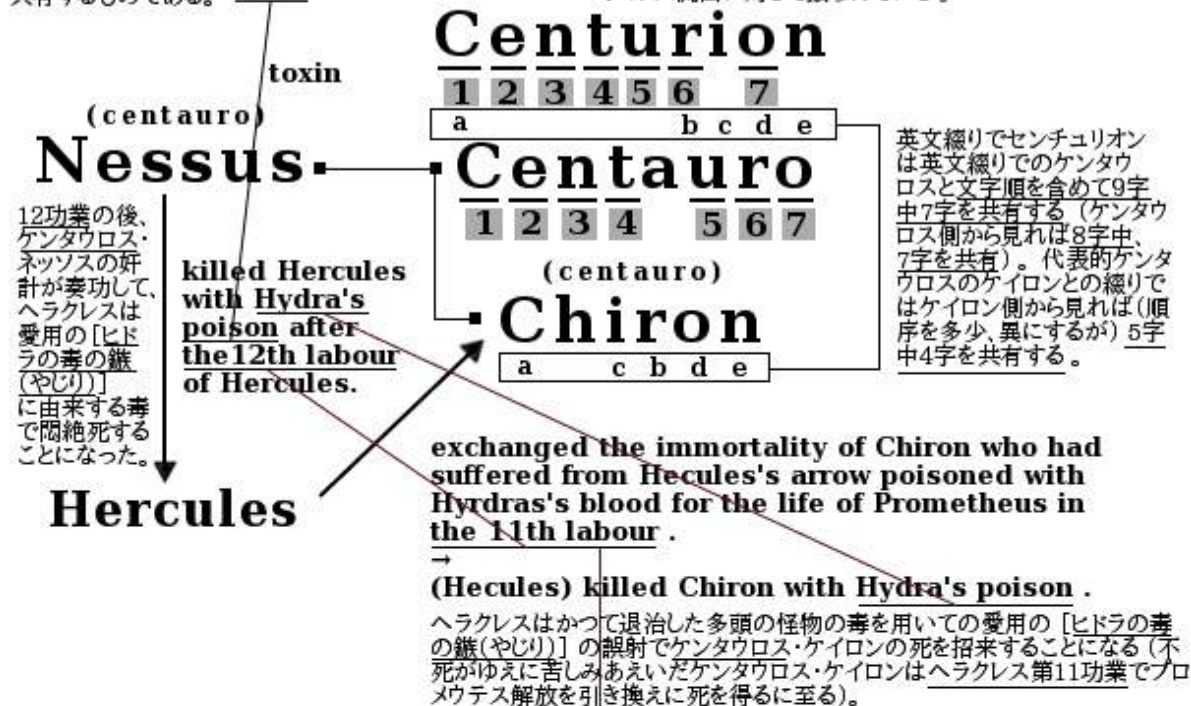 共有するものである。
toxin
Centurion
1 2 3 4 5 6 7
a b c d e
(centauro)
Nessus
Centauro
1 2 3 4 5 6 7
12功業の後、
ケンタウロス・
ネッソスの奸
計が奏功して、
ヘラクレスは
愛用の[ヒド
ラの毒の鏃
(やじり)]
に由来する毒
で悶絶死する
ことになった。
killed Hercules
with Hydra's
poison after
the12th labour
of Hercules.
(centauro)
Chiron
a c b d e
英文綴りでセンチュリオン
は英文綴りでのケンタウ
ロスと文字順を含めて9字
中7字を共有する（ケンタウ
ロス側から見れば8字中、
7字を共有）。代表的ケンタ
ウロスのケイロンとの綴りで
はケイロン側から見れば(順
序を多少、異にするが) 5字
中4字を共有する。
Hercules
exchanged the immortality of Chiron who had
suffered from Hecules's arrow poisoned with
Hyrdras's blood for the life of Prometheus in
the 11th labour .
→
(Hecules) killed Chiron with Hydra's poison .
ヘラクレスはかつて退治した多頭の怪物の毒を用いての愛用の [ヒドラの毒
の鏃(やじり)] の誤射でケンタウロス・ケイロンの死を招来することになる (不
死がゆえに苦しみあえいだケンタウロス・ケイロンはヘラクレス第11功業でプロ
メウテス解放を引き換えに死を得るに至る)。